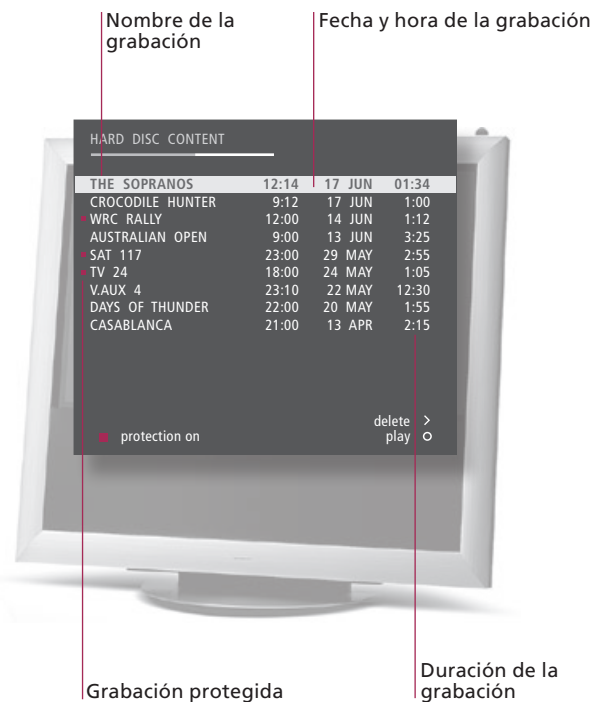 Nombre de la
grabación
Fecha y hora de la grabación
HARD DISC CONTENT
THE SOPRANOS 12:14 17 JUN 01:34
CROCODILE HUNTER 9:12 17 JUN 1:00
WRC RALLY 12:00 14 JUN 1:12
AUSTRALIAN OPEN 9:00 13 JUN 3:25
SAT 117 23:00 29 MAY 2:55
TV 24 18:00 24 MAY 1:05
V.AUX 4 23:10 22 MAY 12:30
DAYS OF THUNDER 22:00 20 MAY 1:55
CASABLANCA 21:00 13 APR 2:15
delete >
protection on play
Grabación protegida
Duración de la
grabación